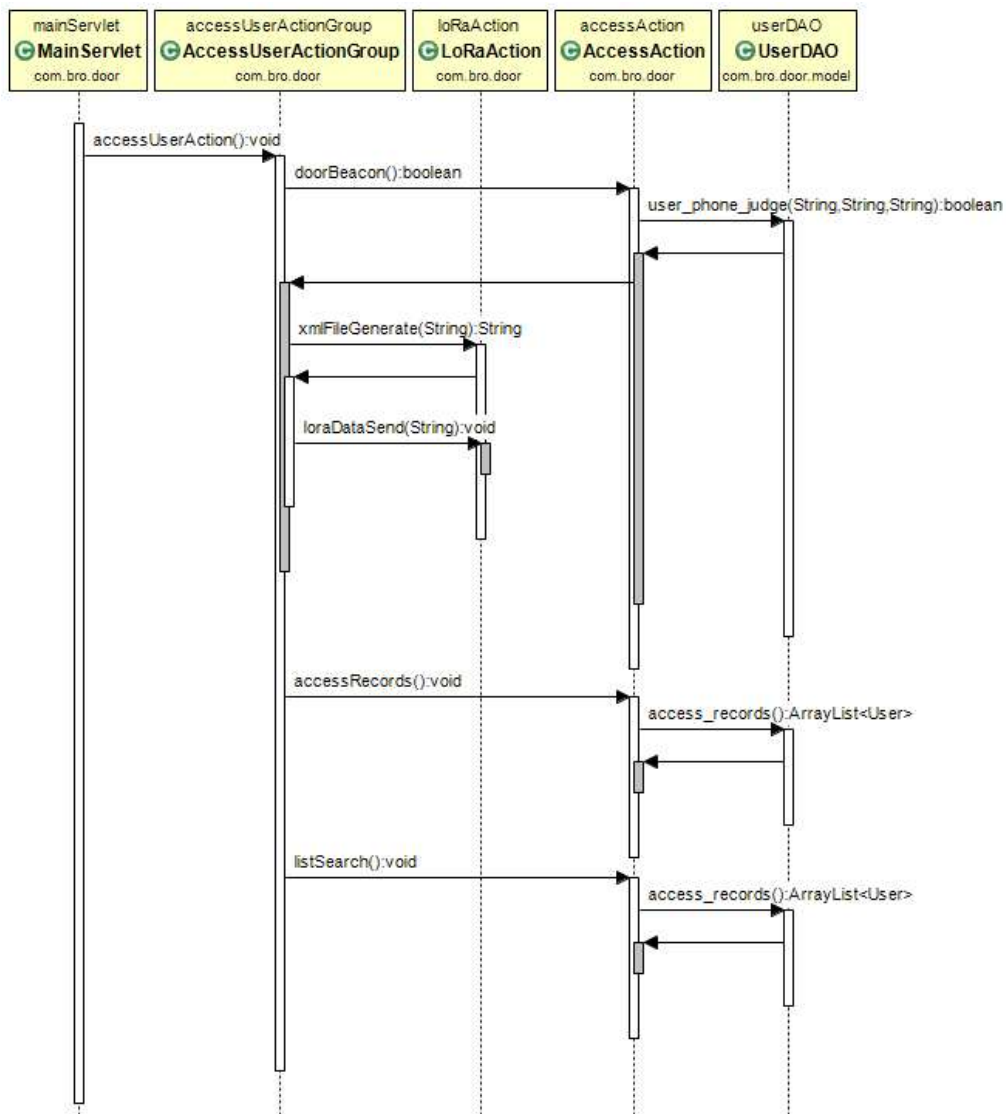 mainServlet
C MainServlet
com.bro.door
accessUserActionGroup
C AccessUserActionGroup
com.bro.door
loRaAction
C LoRaAction
com.bro.door
accessAction
C AccessAction
com.bro.door
userDAO
C UserDAO
com.bro.door.model
accessUserAction():void
doorBeacon():boolean
user_phone_judge(String,String,String):boolean
xmlFileGenerate(String):String
loraDataSend(String):void
accessRecords():void
access_records():ArrayList<User>
listSearch():void
access_records():ArrayList<User>